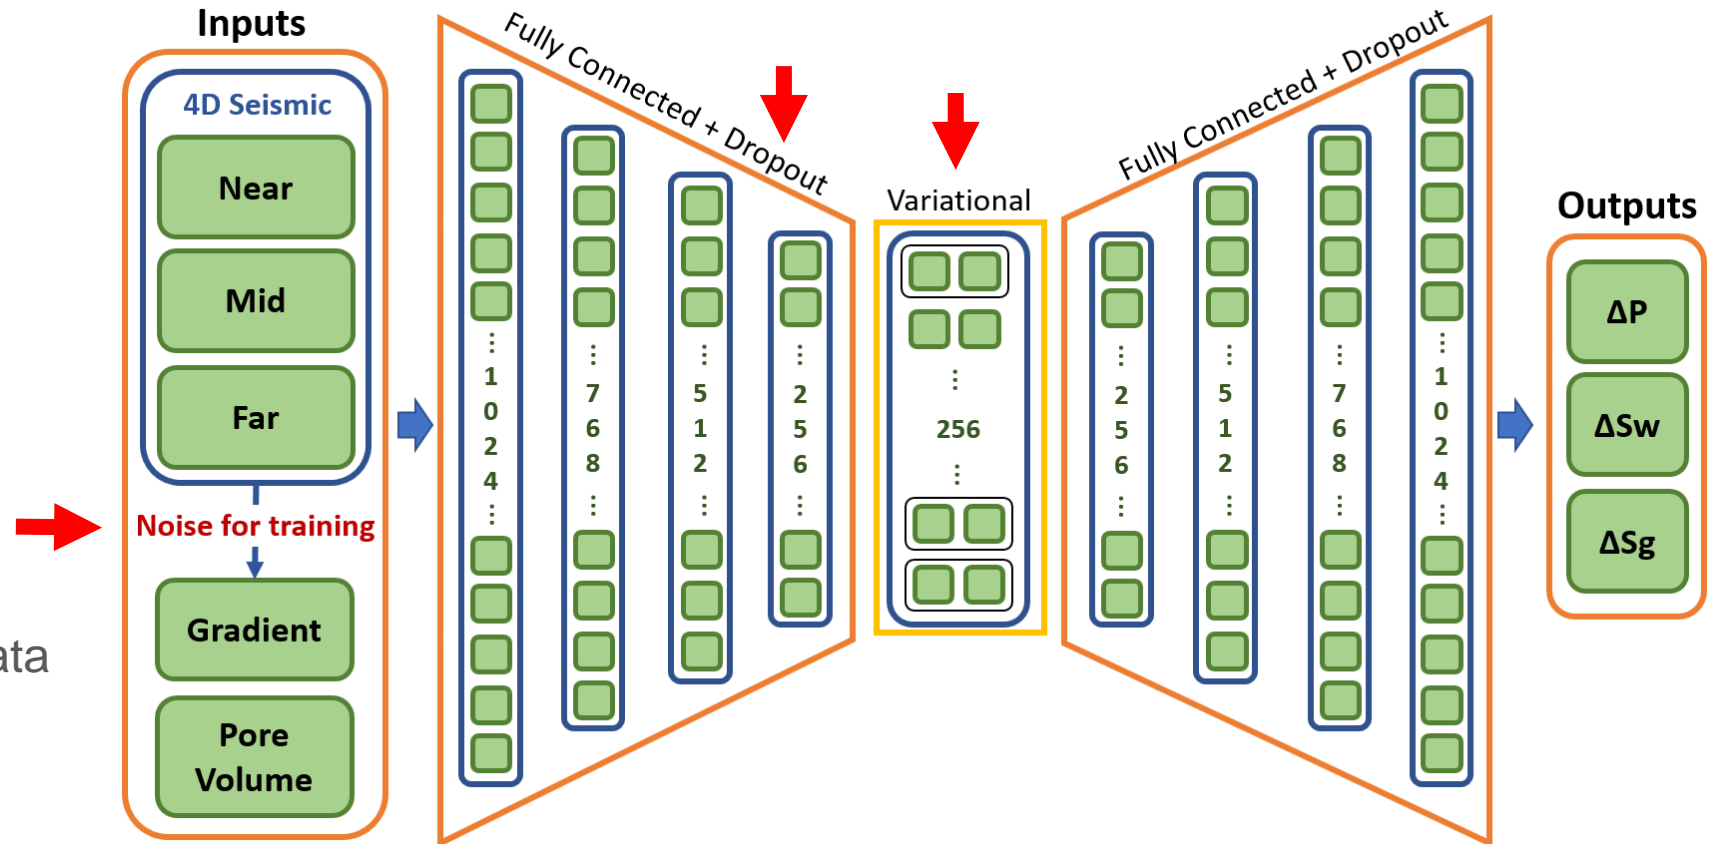 Inputs
4D Seismic
Near
Mid
Far
Noise for training
Gradient
Pore
Volume
ata
Fully Connected + Dropout
⋮
1
0
2
4
⋮
⋮
7
6
8
⋮
⋮
5
1
2
⋮
⋮
2
5
6
⋮
Variational
⋮
256
⋮
Fully Connected + Dropout
⋮
2
5
6
⋮
⋮
5
1
2
⋮
⋮
7
6
8
⋮
⋮
1
0
2
4
⋮
Outputs
ΔP
ΔSw
ΔSg